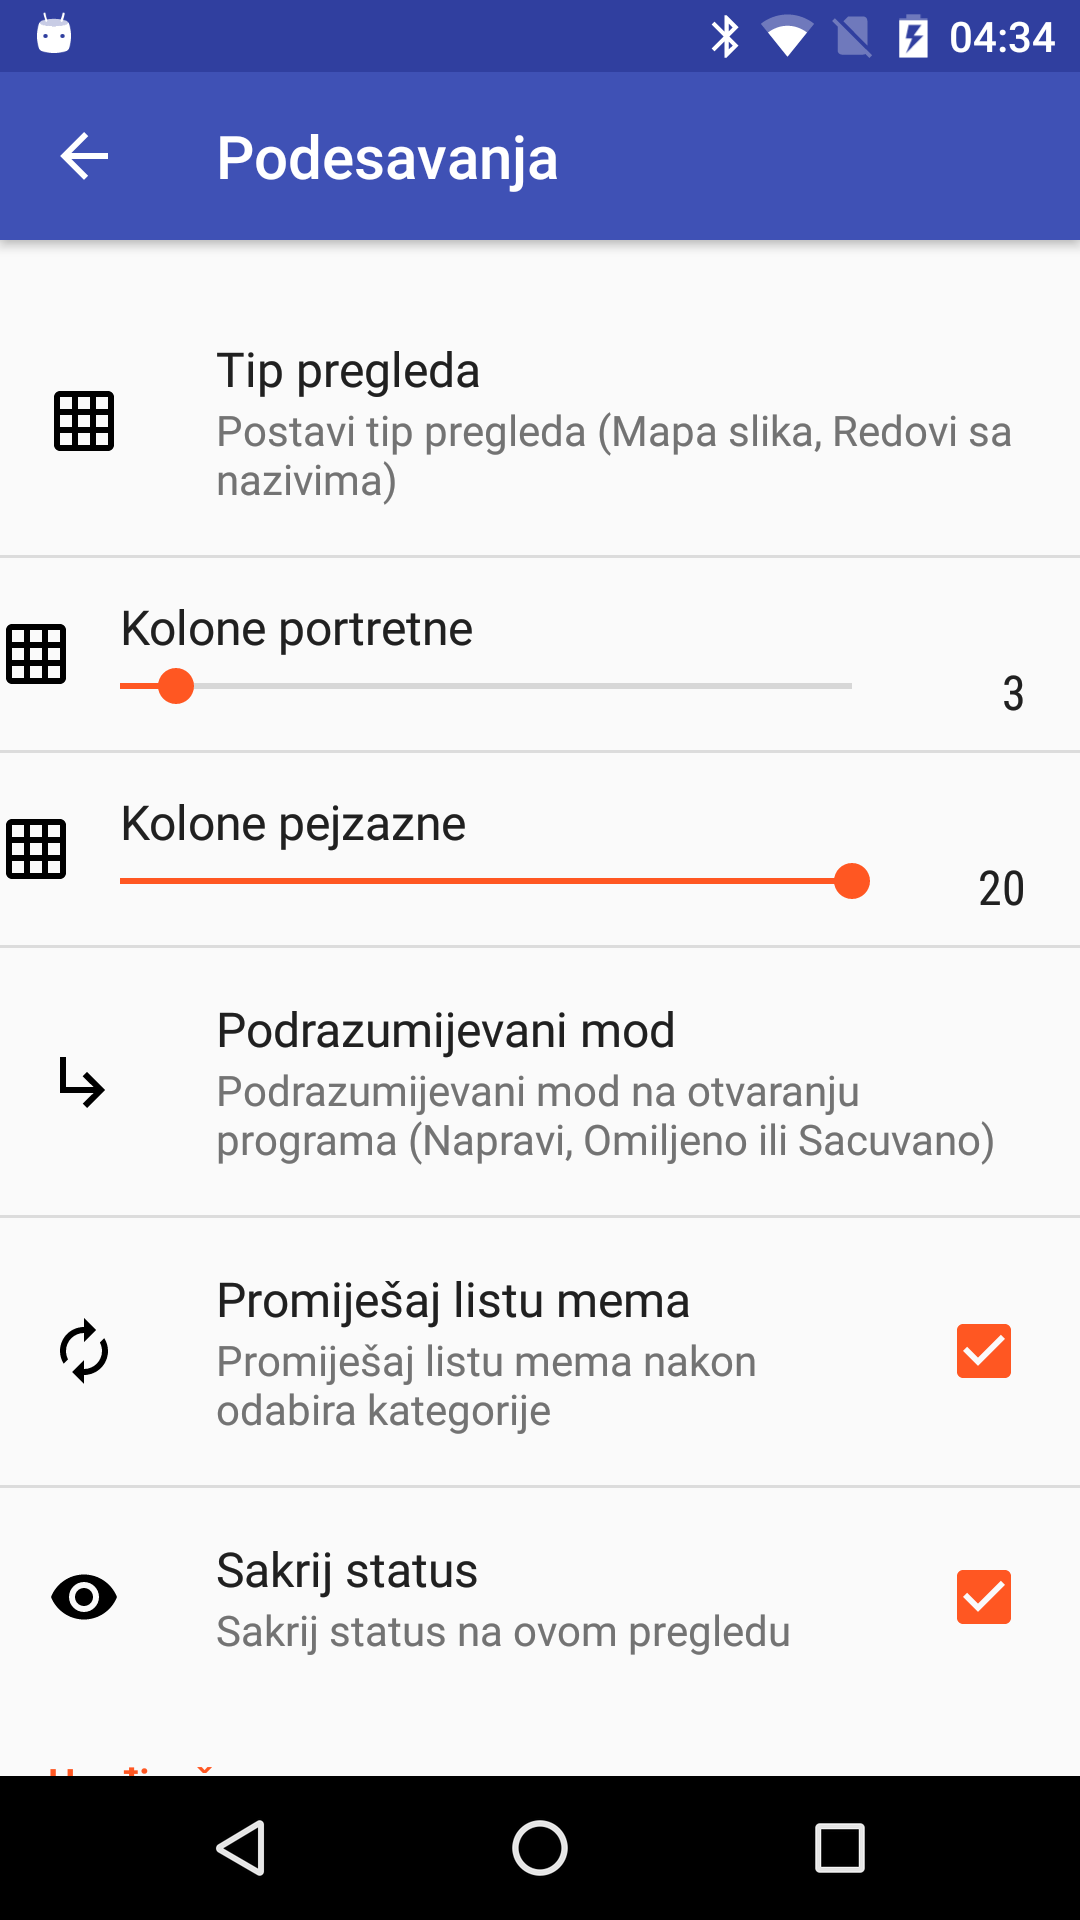 04:34
Podesavanja
Tip pregleda
Postavi tip pregleda (Mapa slika, Redovi sa
nazivima)
Kolone portretne
3
Kolone pejzazne
20
Podrazumijevani mod
Podrazumijevani mod na otvaranju
programa (Napravi, Omiljeno ili Sacuvano)
Promiješaj listu mema
Promiješaj listu mema nakon
odabira kategorije
Sakrij status
Sakrij status na ovom pregledu